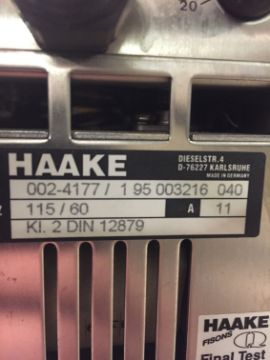 20
HAAKE
DIESELSTR.4
D-76227 KARLSRUHE
MADE IN GERMANY
002-4177 / 1 95 003216 040
z 115 / 60 A 11
Kl. 2 DIN 12879
HAAKE
FISONS
Final Test